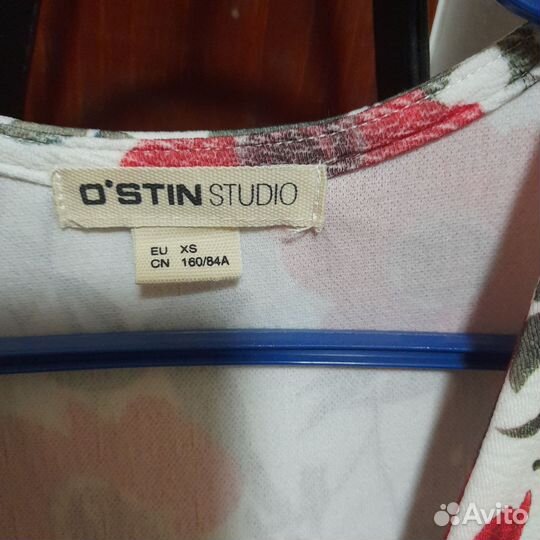 O'STIN STUDIO
EU XS
CN 160/84A
Avito